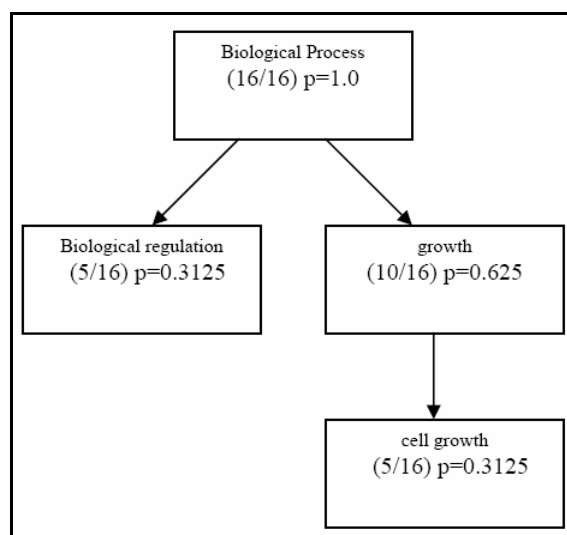 Biological Process
(16/16) p=1.0
Biological regulation
(5/16) p=0.3125
growth
(10/16) p=0.625
cell growth
(5/16) p=0.3125